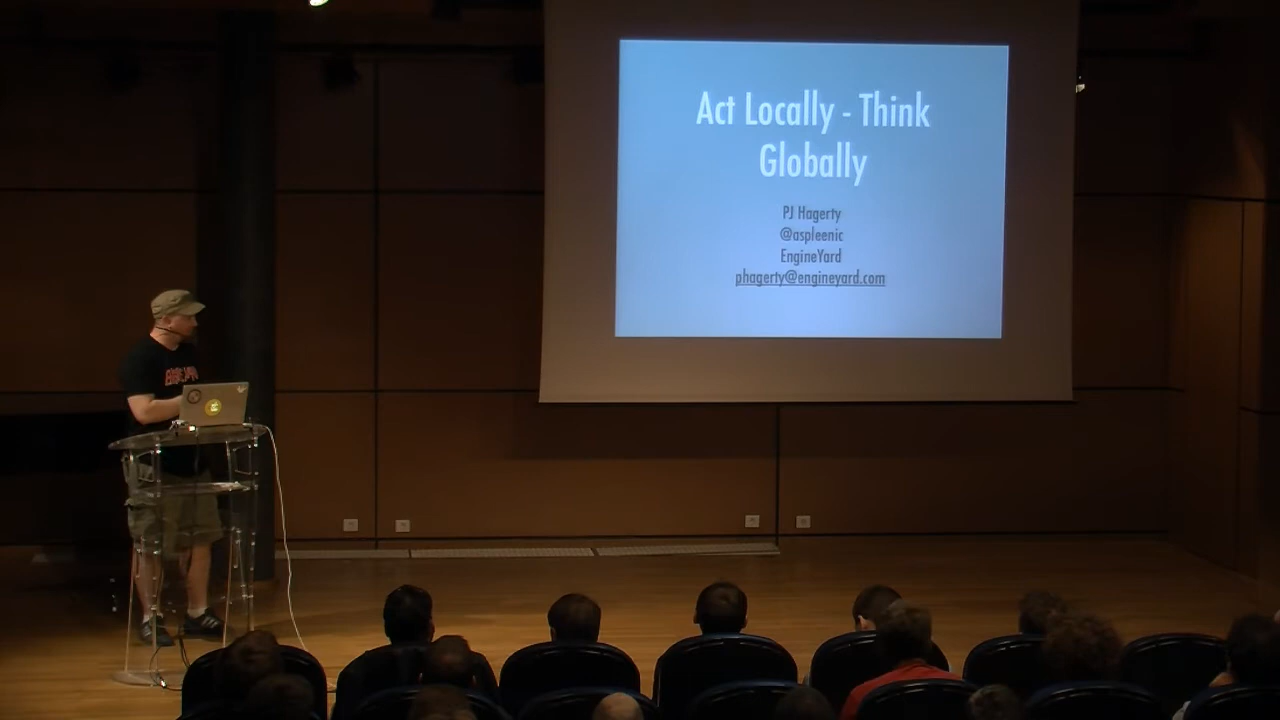 Act Locally - Think
Globally
PJ Hagerty
@aspleenic
EngineYard
phagerty@engineyard.com